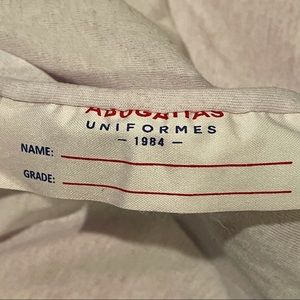 UNIFORMES
- 1984 -
NAME:
GRADE: